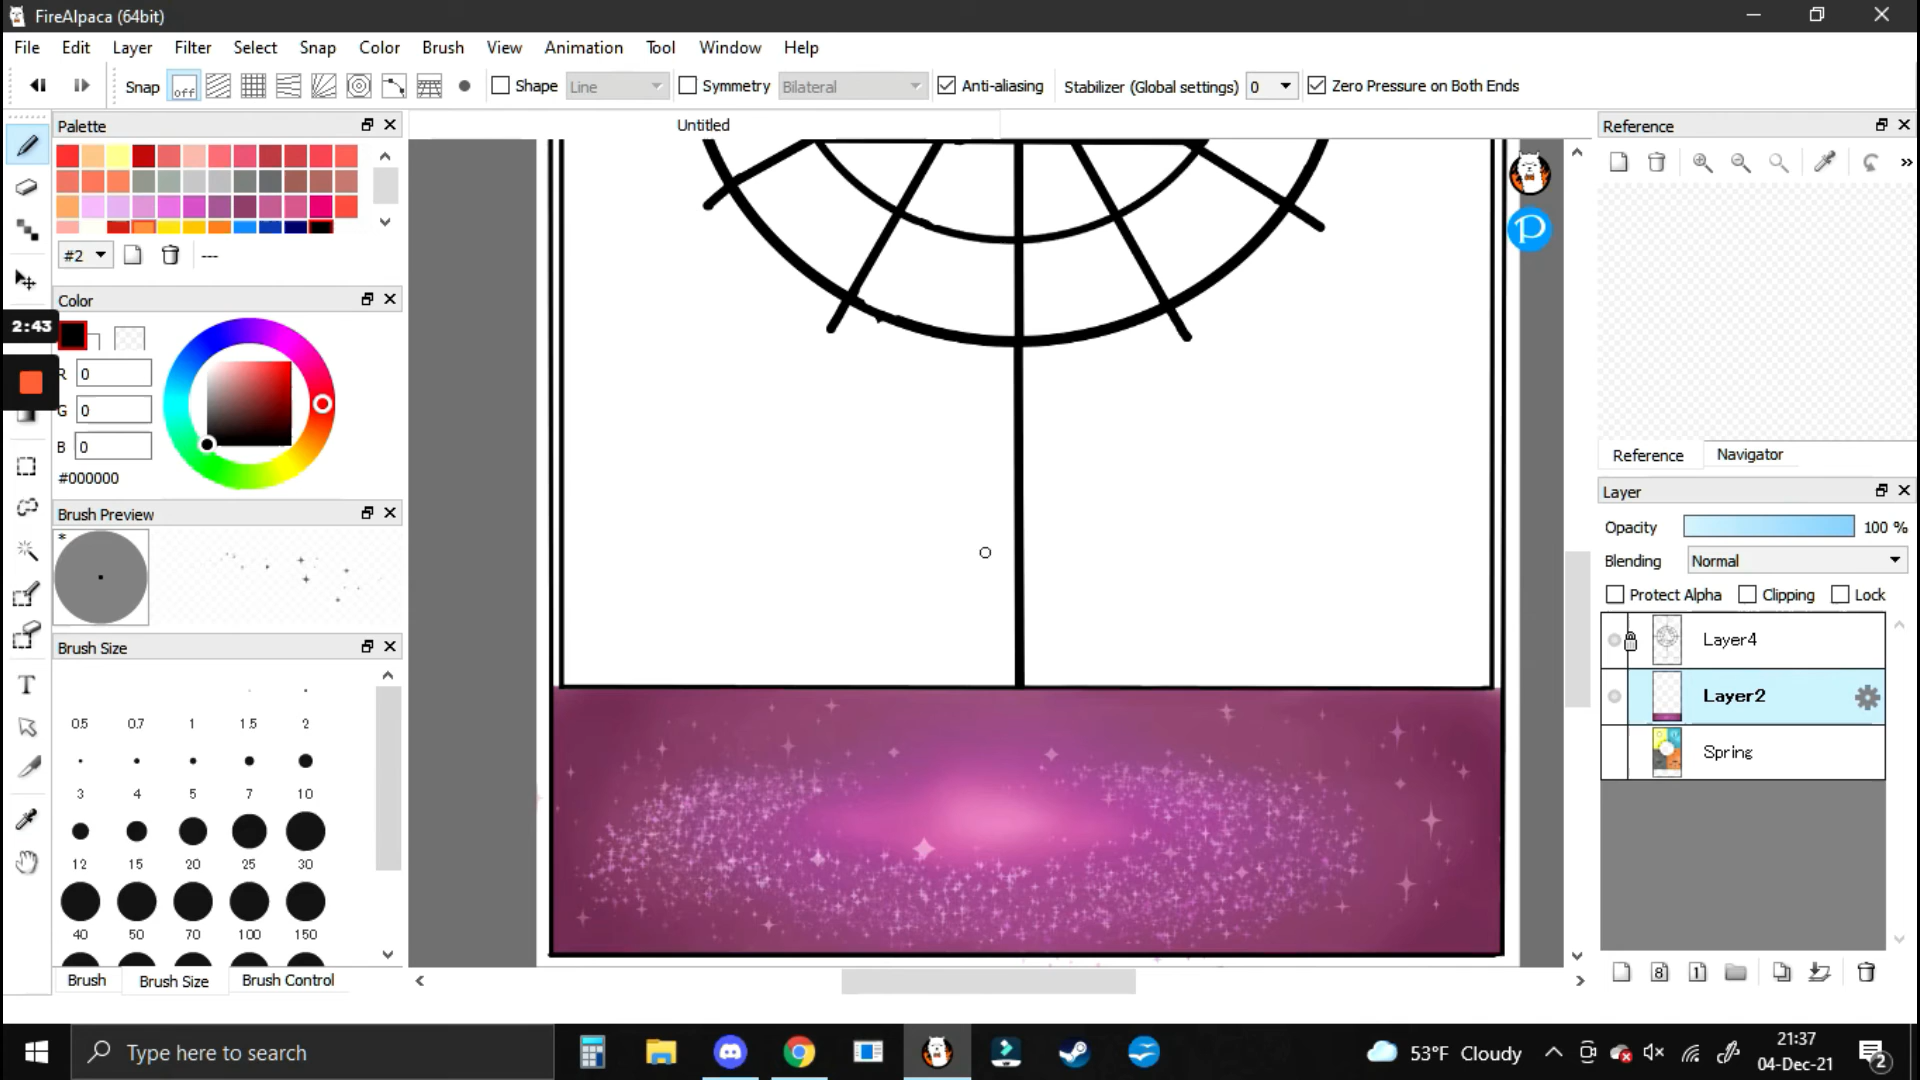 FireAlpaca (64bit)
File Edit Layer Filter Select Snap Color Brush View Animation Tool Window Help
Snap off Shape Line Symmetry Bilateral Anti-aliasing Stabilizer (Global settings) 0 Zero Pressure on Both Ends
Palette
#2 ---
Color
2:43
R 0
G 0
B 0
#000000
Brush Preview
*
Brush Size
0.5 0.7 1 1.5 2
3 4 5 7 10
12 15 20 25 30
40 50 70 100 150
Brush Brush Size Brush Control
Untitled
P
Reference
»
Reference Navigator
Layer
Opacity 100 %
Blending Normal
Protect Alpha Clipping Lock
Layer4
Layer2
Spring
8 1
T
Type here to search
53°F Cloudy
21:37
04-Dec-21
2